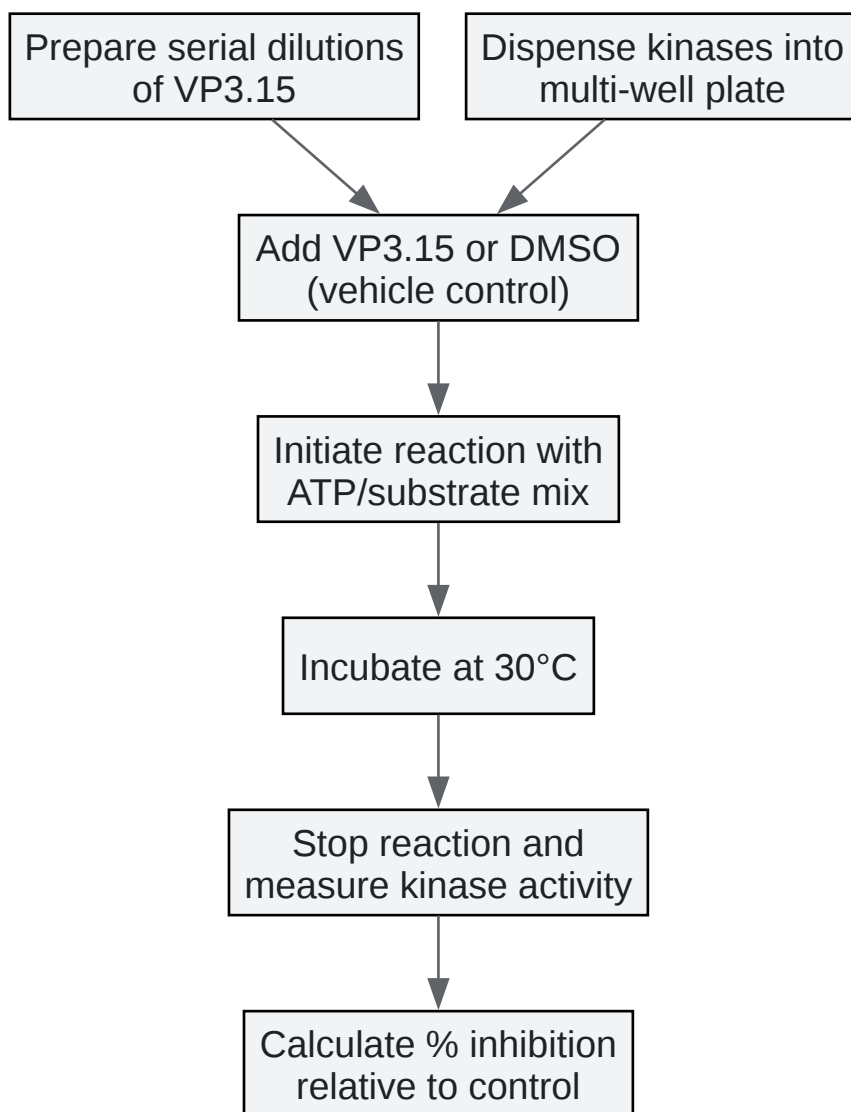 Prepare serial dilutions
of VP3.15
Dispense kinases into
multi-well plate
Add VP3.15 or DMSO
(vehicle control)
Initiate reaction with
ATP/substrate mix
Incubate at 30°C
Stop reaction and
measure kinase activity
Calculate % inhibition
relative to control